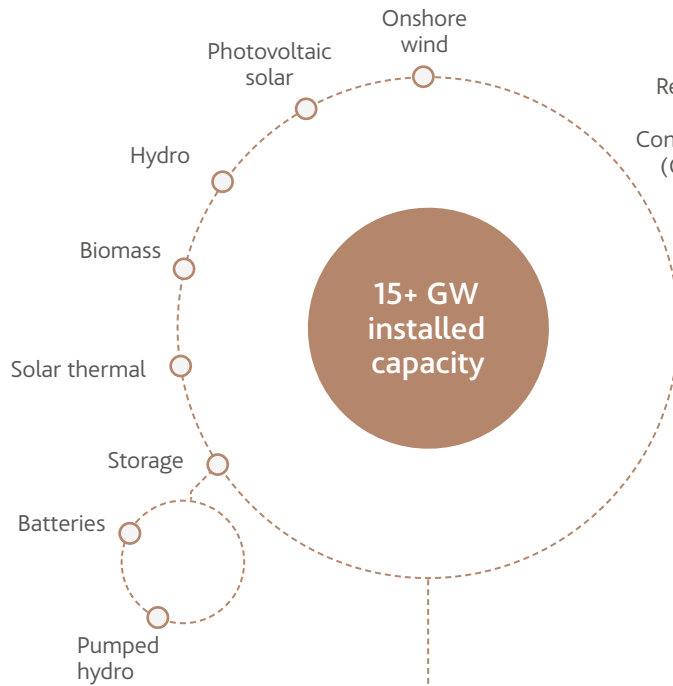 Onshore
wind
Photovoltaic
solar
Hydro
Biomass
Solar thermal
Storage
Batteries
Pumped
hydro
15+ GW
installed
capacity